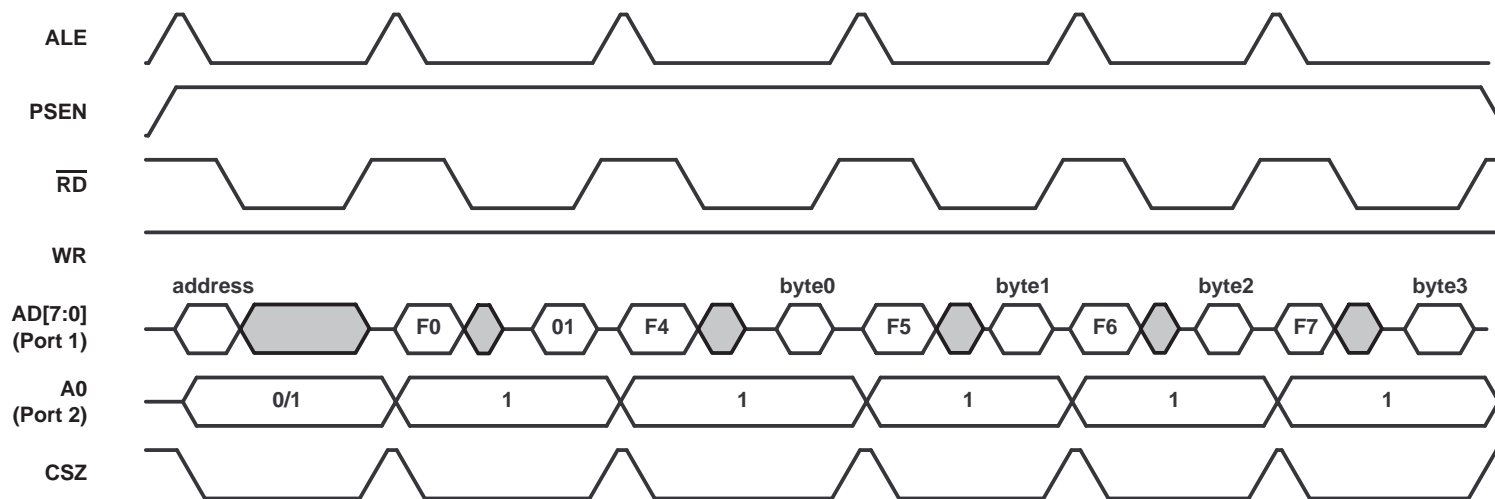 ALE
PSEN
RD
WR
address byte0 byte1 byte2 byte3
AD[7:0]
(Port 1)
F0 01 F4 F5 F6 F7
A0
(Port 2)
0/1 1 1 1 1 1
CSZ